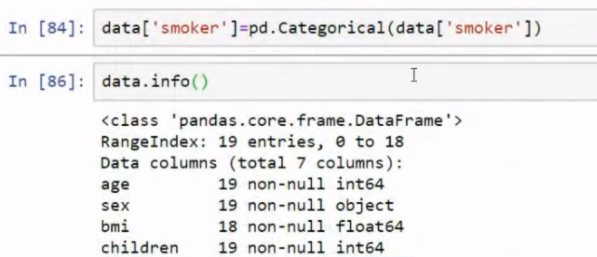 In [84]: data['smoker']=pd.Categorical(data['smoker'])
In [86]: data.info()
<class 'pandas.core.frame.DataFrame'>
RangeIndex: 19 entries, 0 to 18
Data columns (total 7 columns):
age 19 non-null int64
sex 19 non-null object
bmi 18 non-null float64
children 19 non-null int64